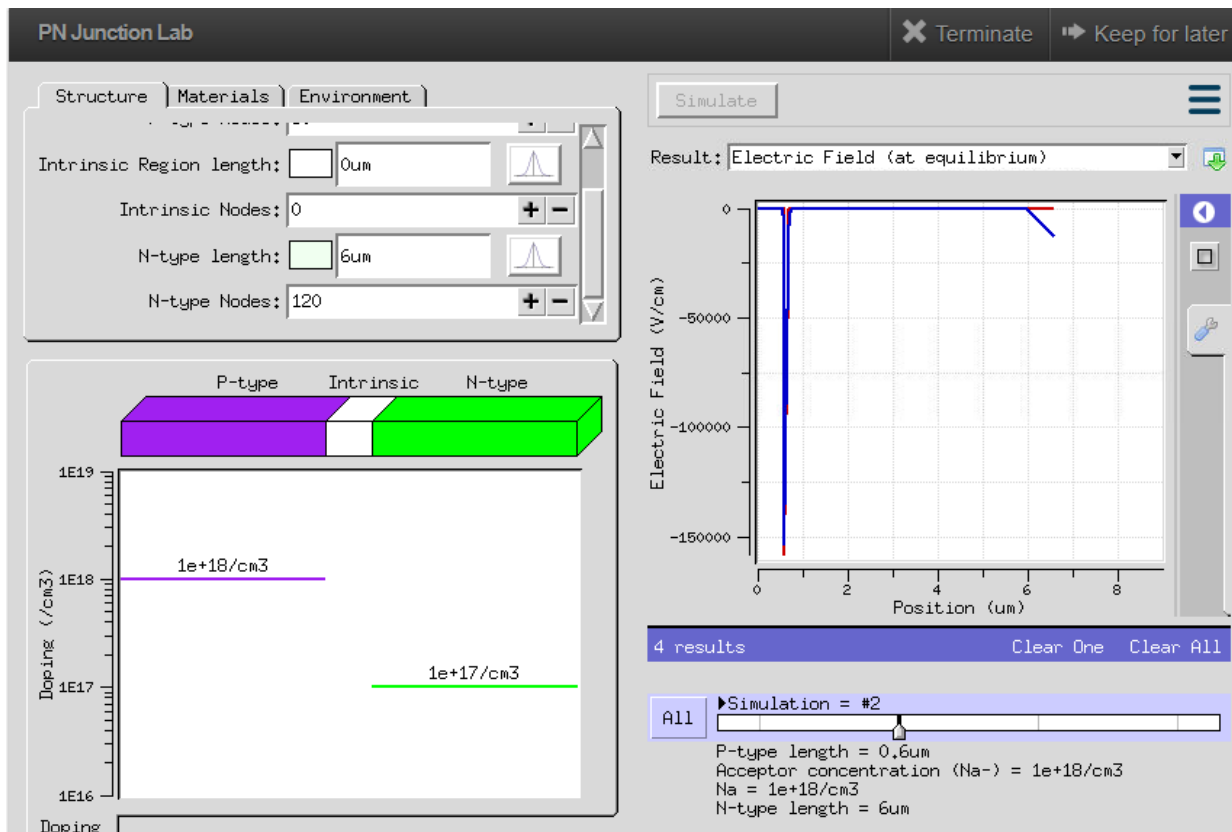 PN Junction Lab
Terminate
Keep for later
Structure
Materials
Environment
Intrinsic Region length: 0um
Intrinsic Nodes: 0
N-type length: 6um
N-type Nodes: 120
P-type Intrinsic N-type
1E19
1E18
1E17
1E16
Doping (/cm3)
1e+18/cm3
1e+17/cm3
Doping
Simulate
Result: Electric Field (at equilibrium)
0
-50000
-100000
-150000
Electric Field (V/cm)
0 2 4 6 8
Position (um)
4 results Clear One Clear All
All
Simulation = #2
P-type length = 0.6um
Acceptor concentration (Na-) = 1e+18/cm3
Na = 1e+18/cm3
N-type length = 6um